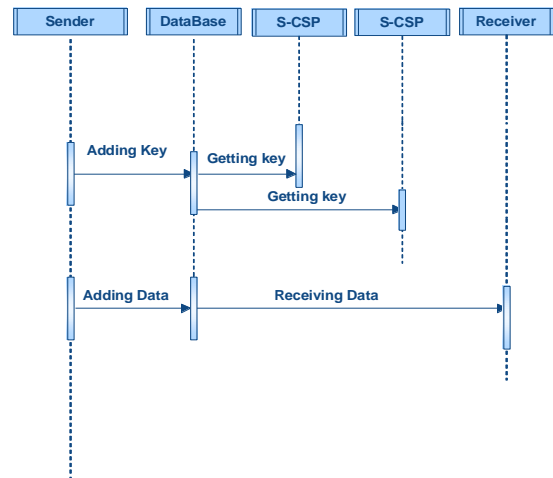 Sender
DataBase
S-CSP
S-CSP
Receiver
Adding Key
Getting key
Getting key
Adding Data
Receiving Data